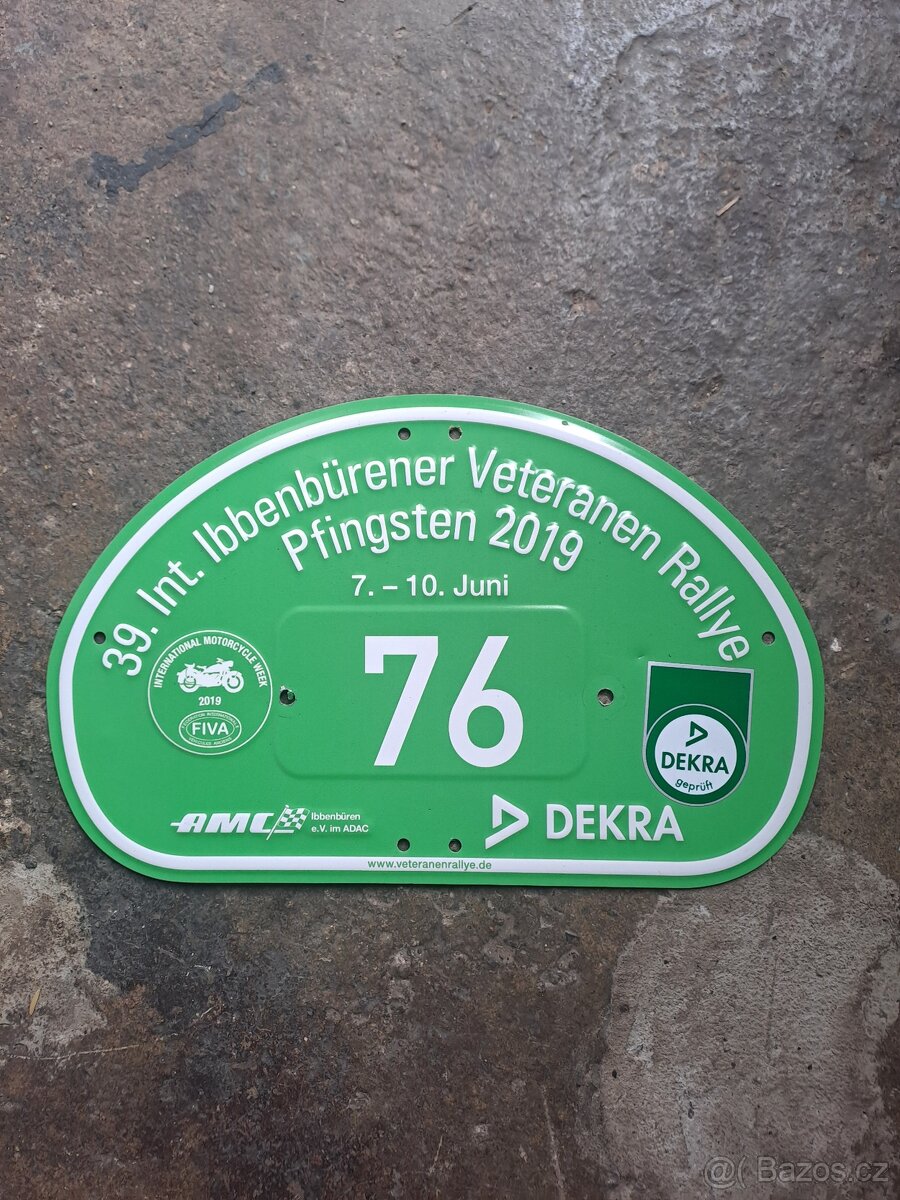 39. Int. Ibbenbürener Veteranen Rallye
Pfingsten 2019
7. – 10. Juni
76
INTERNATIONAL MOTORCYCLE WEEK
2019
FIVA
DEKRA
geprüft
AMC
Ibbenbüren
e.V. im ADAC
DEKRA
www.veteranenrallye.de
@( Bazos.cz